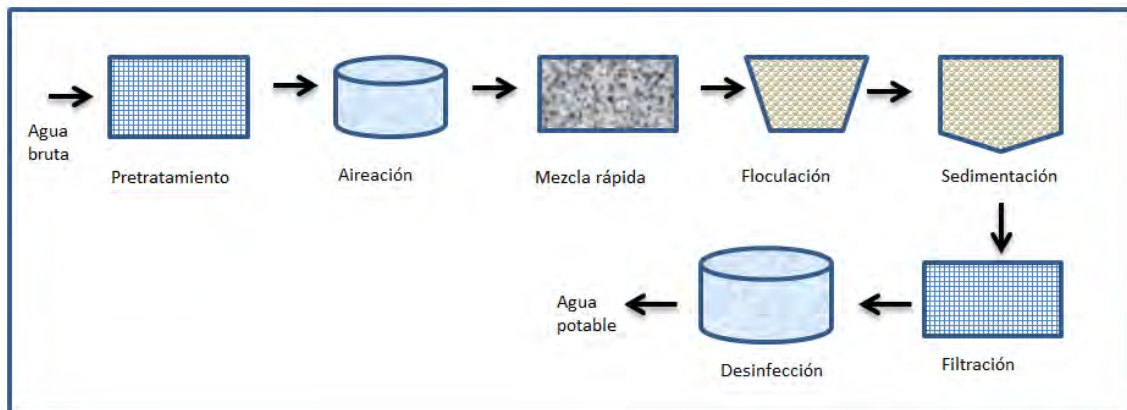 Agua
bruta
Pretratamiento
Aireación
Mezcla rápida
Floculación
Sedimentación
Agua
potable
Desinfección
Filtración